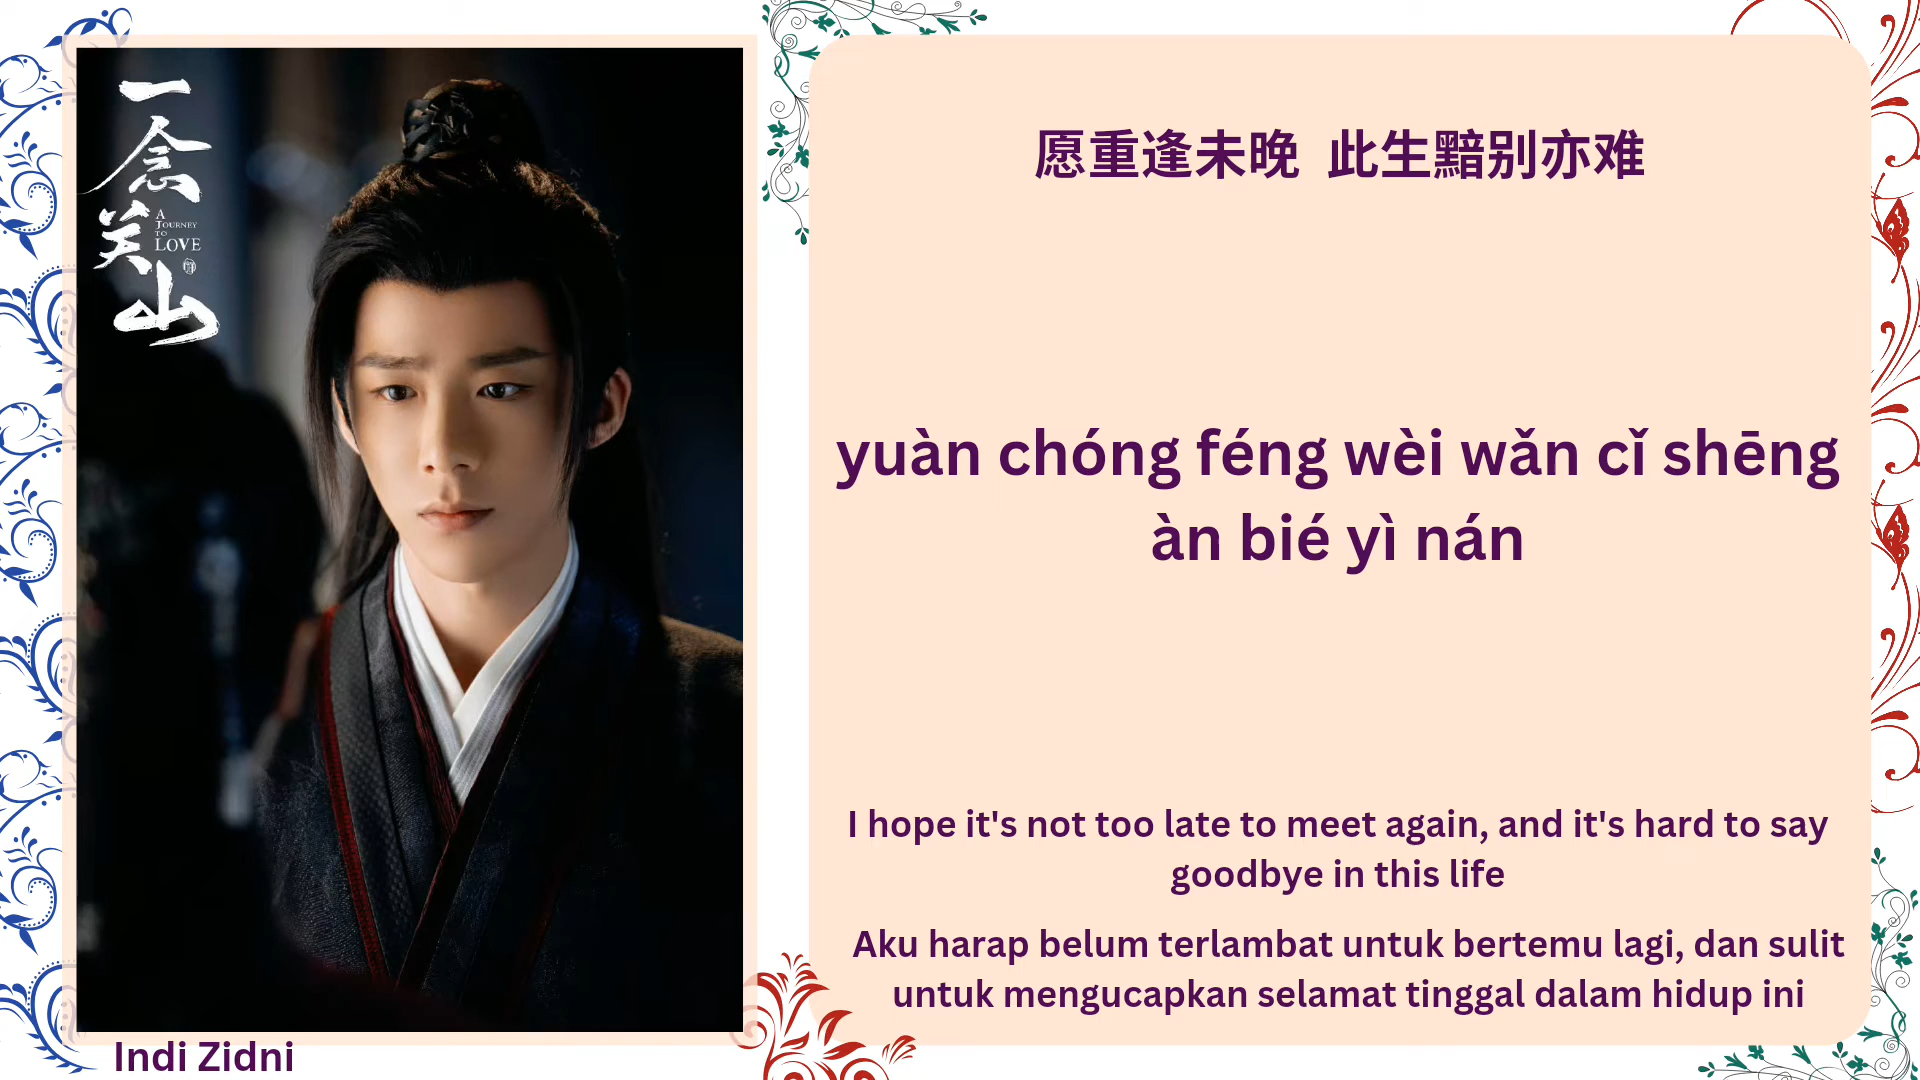 一念关山
A
JOURNEY
TO
LOVE
愿重逢未晚 此生黯别亦难
yuàn chóng féng wèi wǎn cǐ shēng
àn bié yì nán
I hope it's not too late to meet again, and it's hard to say
goodbye in this life
Aku harap belum terlambat untuk bertemu lagi, dan sulit
untuk mengucapkan selamat tinggal dalam hidup ini
Indi Zidni